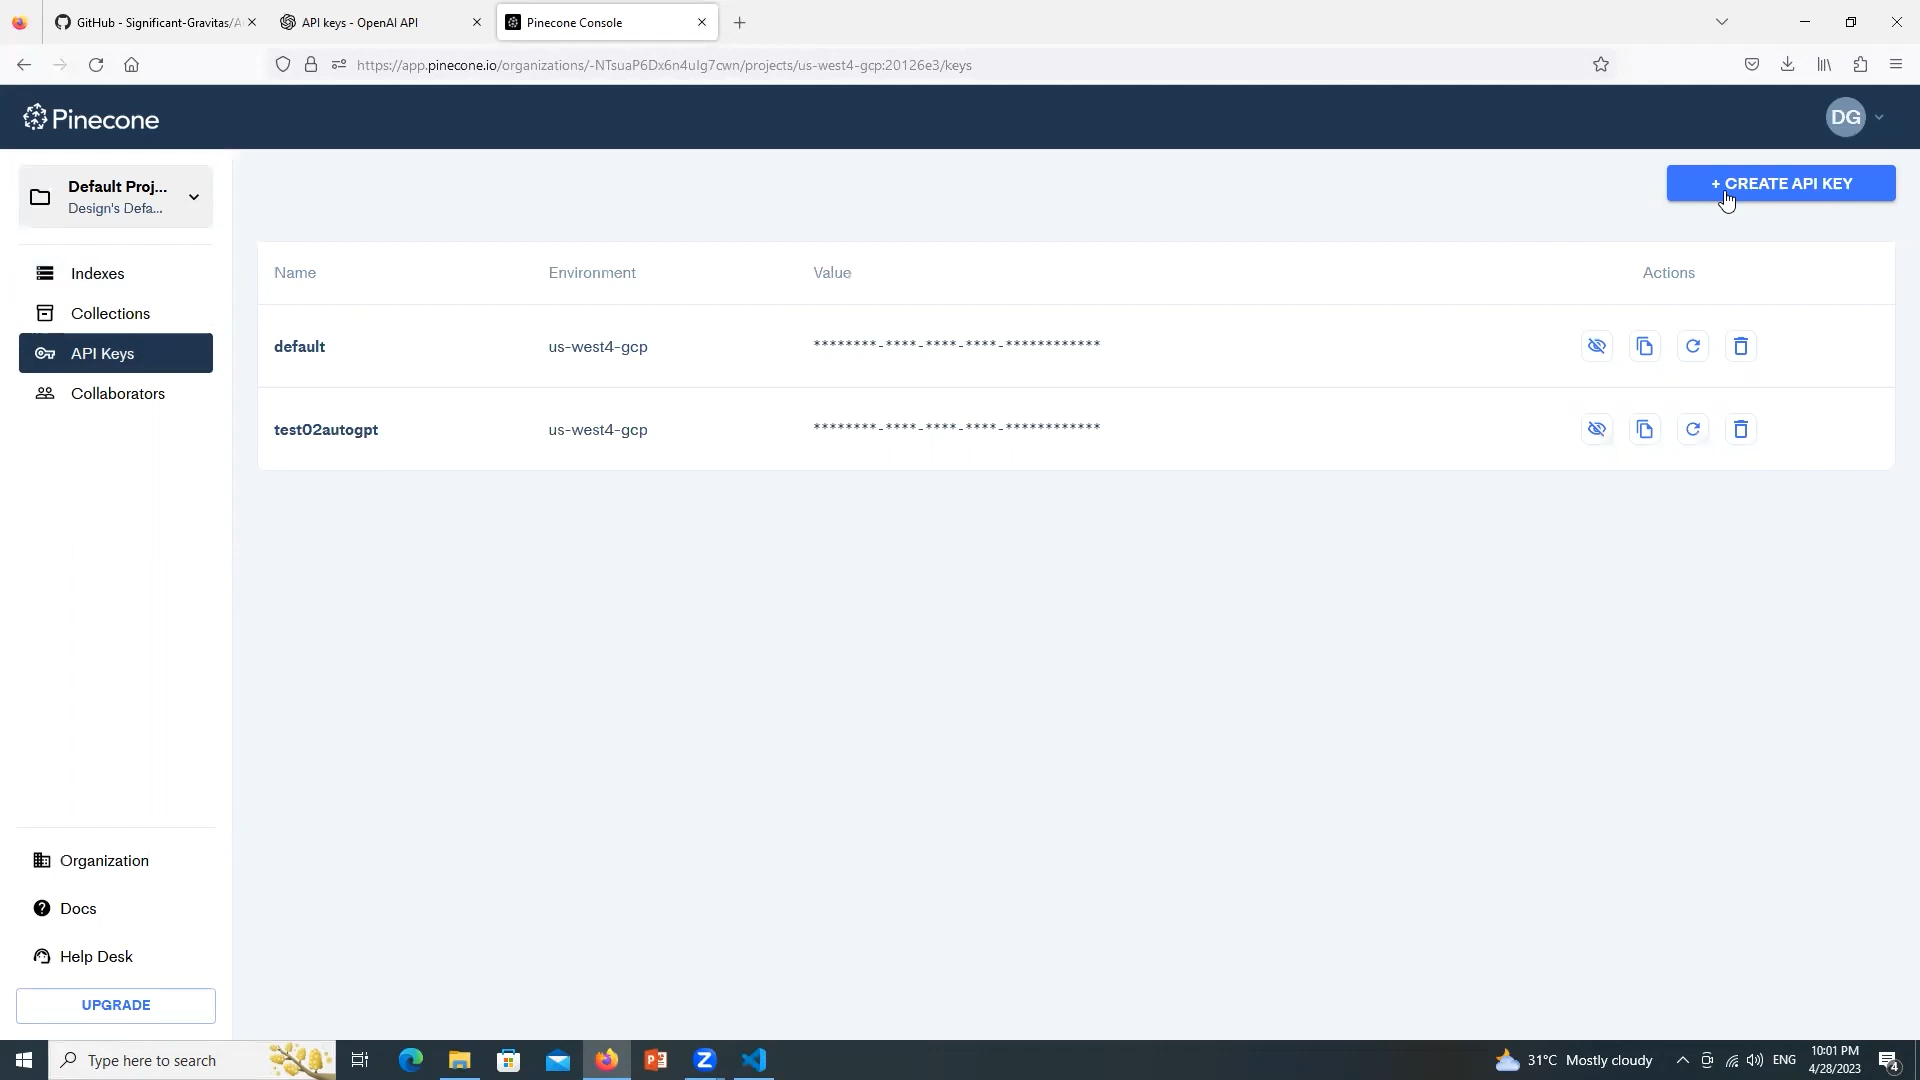 GitHub - Significant-Gravitas/A
API keys - OpenAI API
Pinecone Console
https://app.pinecone.io/organizations/-NTsuaP6Dx6n4uIg7cwn/projects/us-west4-gcp:20126e3/keys
Pinecone
DG
Default Proj...
Design's Defa...
+ CREATE API KEY
Indexes
Collections
API Keys
Collaborators
Name Environment Value Actions
default us-west4-gcp ********-****-****-****-************
test02autogpt us-west4-gcp ********-****-****-****-************
Organization
Docs
Help Desk
UPGRADE
Type here to search
31°C Mostly cloudy
ENG
10:01 PM
4/28/2023
4